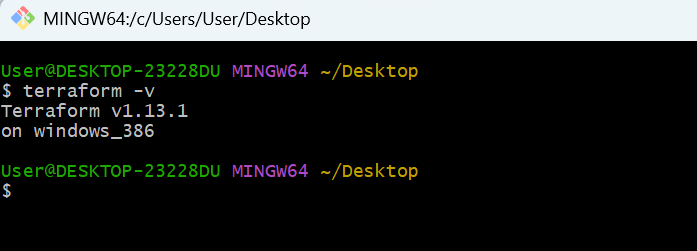 MINGW64:/c/Users/User/Desktop
User@DESKTOP-23228DU MINGW64 ~/Desktop
$ terraform -v
Terraform v1.13.1
on windows_386
User@DESKTOP-23228DU MINGW64 ~/Desktop
$